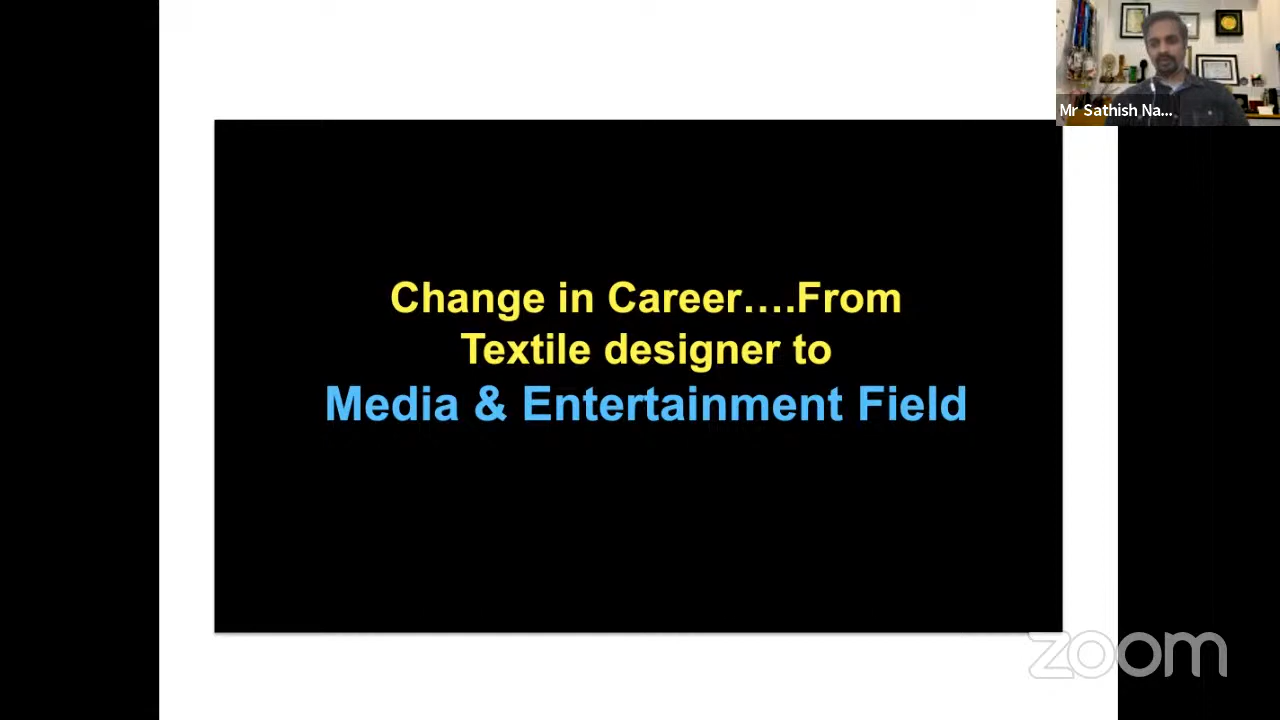 Mr Sathish Na...
Change in Career....From
Textile designer to
Media & Entertainment Field
zoom